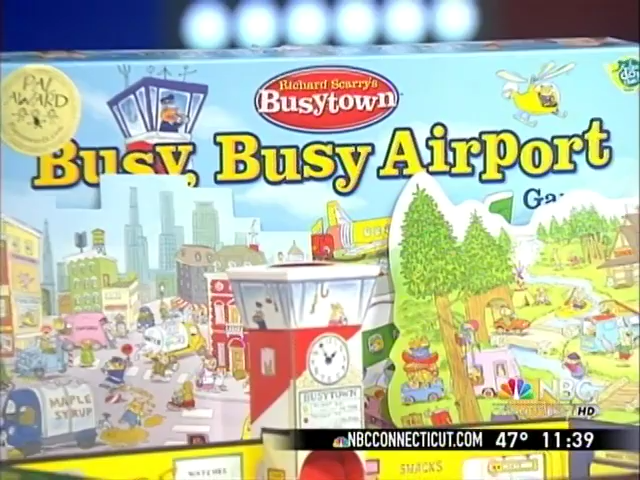 PAL
AWARD
Richard Scarry's
Busytown
Busy, Busy Airport
Ga
MAPLE
SYRUP
BUSYTOWN
NBC
HD
NBCCONNECTICUT.COM 47° 11:39
SNACKS